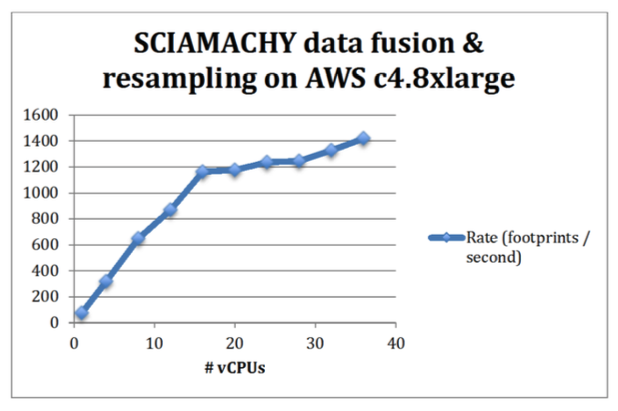 SCIAMACHY data fusion &
resampling on AWS c4.8xlarge
1600
1400
1200
1000
800
600
400
200
0
0 10 20 30 40
# vCPUs
Rate (footprints /
second)